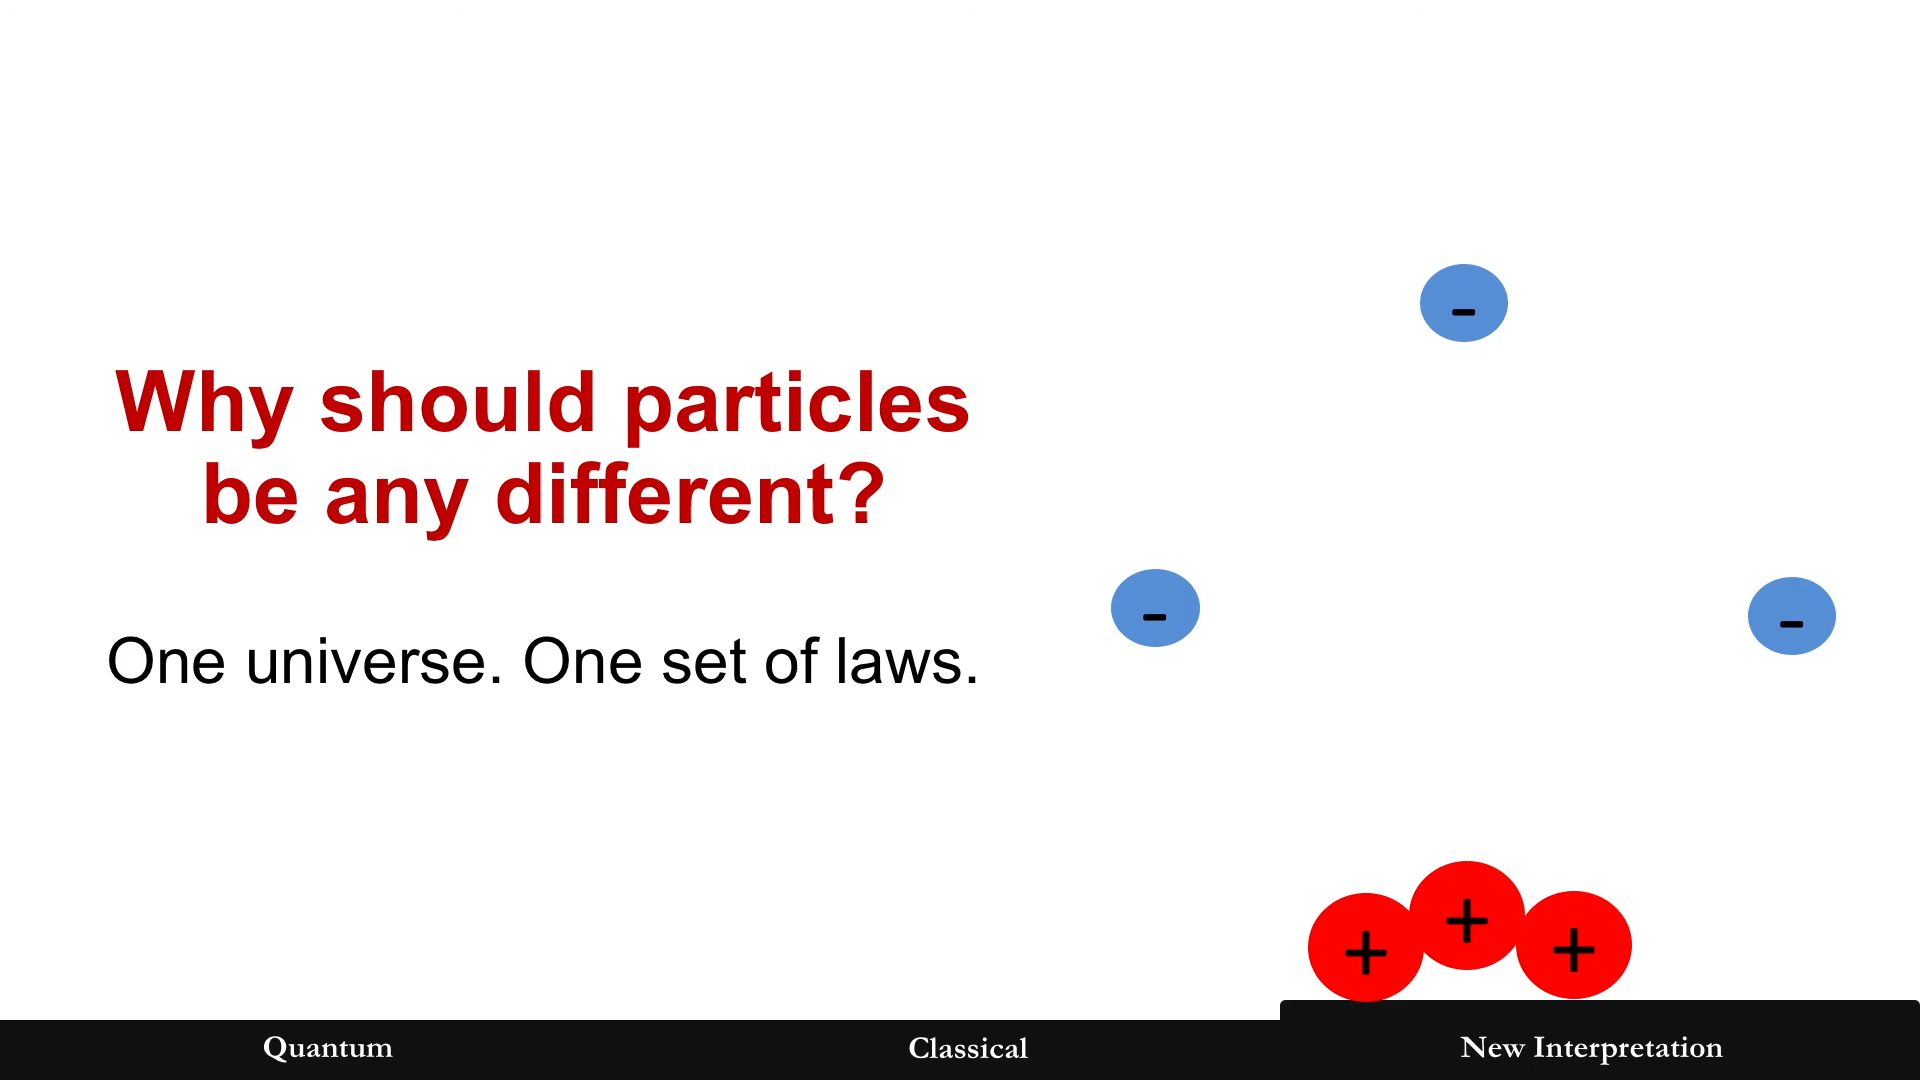 Why should particles
be any different?
One universe. One set of laws.
-
-
-
+
+
+
Quantum
Classical
New Interpretation